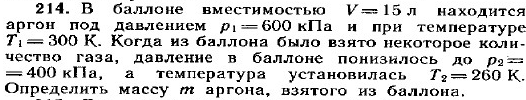 214. В баллоне вместимостью V=15 л находится
аргон под давлением p₁=600 кПа и при температуре
T₁=300 К. Когда из баллона было взято некоторое коли-
чество газа, давление в баллоне понизилось до p₂=
=400 кПа, а температура установилась T₂=260 К.
Определить массу m аргона, взятого из баллона.